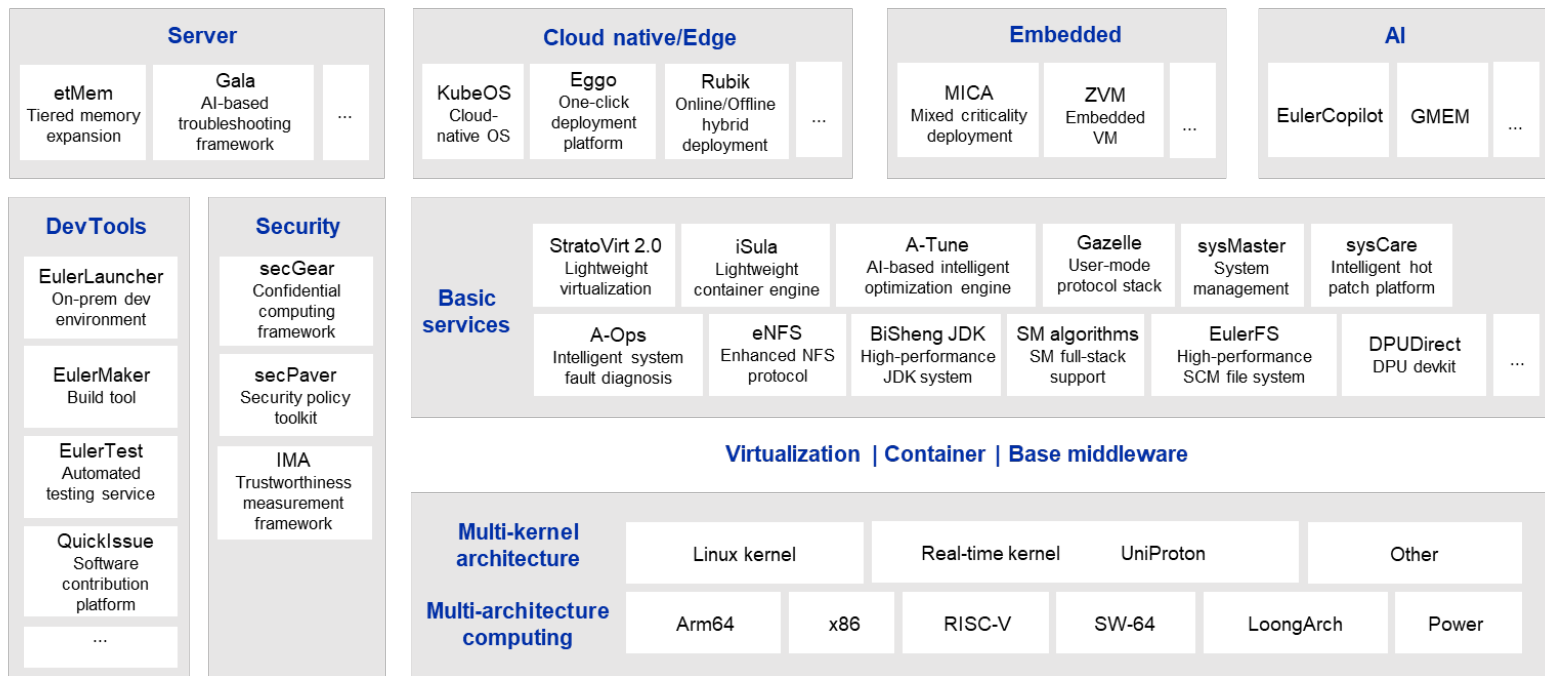 Server
etMem
Tiered memory
expansion
Gala
AI-based
troubleshooting
framework
...
Cloud native/Edge
KubeOS
Cloud-
native OS
Eggo
One-click
deployment
platform
Rubik
Online/Offline
hybrid
deployment
...
Embedded
MICA
Mixed criticality
deployment
ZVM
Embedded
VM
...
AI
EulerCopilot
GMEM
...
DevTools
EulerLauncher
On-prem dev
environment
EulerMaker
Build tool
EulerTest
Automated
testing service
QuickIssue
Software
contribution
platform
...
Security
secGear
Confidential
computing
framework
secPaver
Security policy
toolkit
IMA
Trustworthiness
measurement
framework
Basic
services
StratoVirt 2.0
Lightweight
virtualization
iSula
Lightweight
container engine
A-Tune
AI-based intelligent
optimization engine
Gazelle
User-mode
protocol stack
sysMaster
System
management
sysCare
Intelligent hot
patch platform
A-Ops
Intelligent system
fault diagnosis
eNFS
Enhanced NFS
protocol
BiSheng JDK
High-performance
JDK system
SM algorithms
SM full-stack
support
EulerFS
High-performance
SCM file system
DPUDirect
DPU devkit
...
Virtualization | Container | Base middleware
Multi-kernel
architecture
Linux kernel
Real-time kernel
UniProton
Other
Multi-architecture
computing
Arm64
x86
RISC-V
SW-64
LoongArch
Power